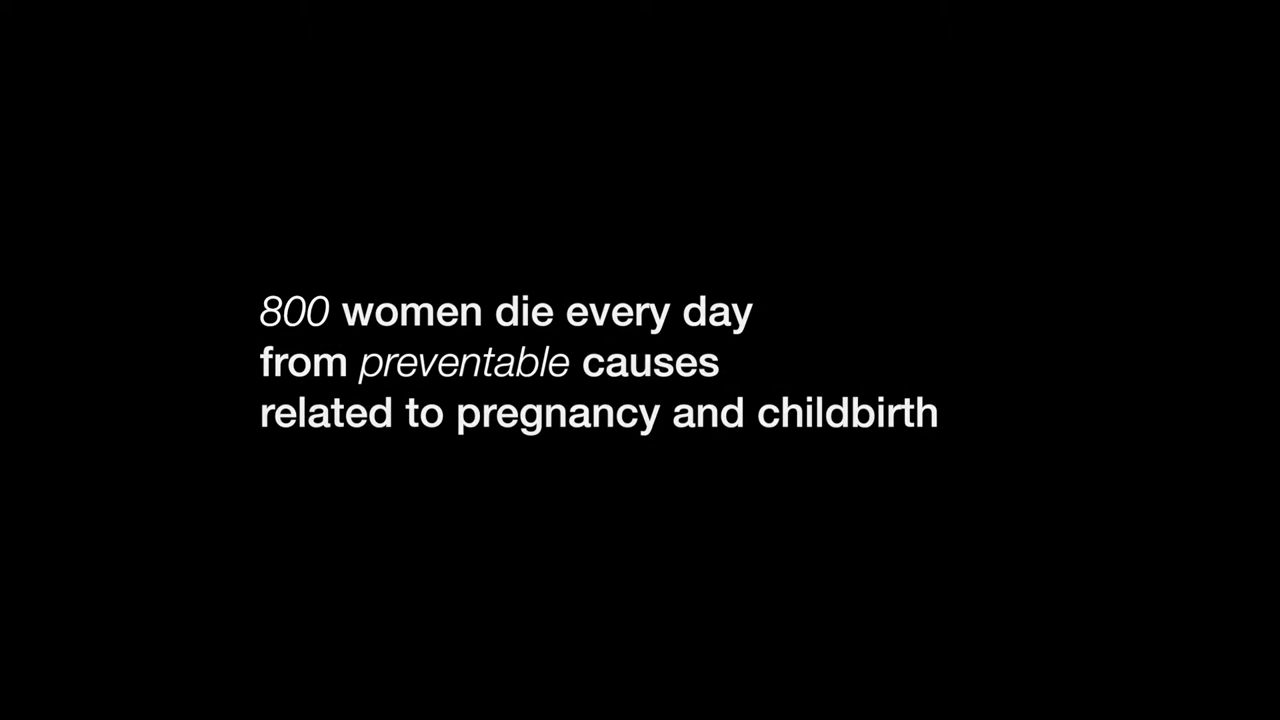 800 women die every day
from preventable causes
related to pregnancy and childbirth